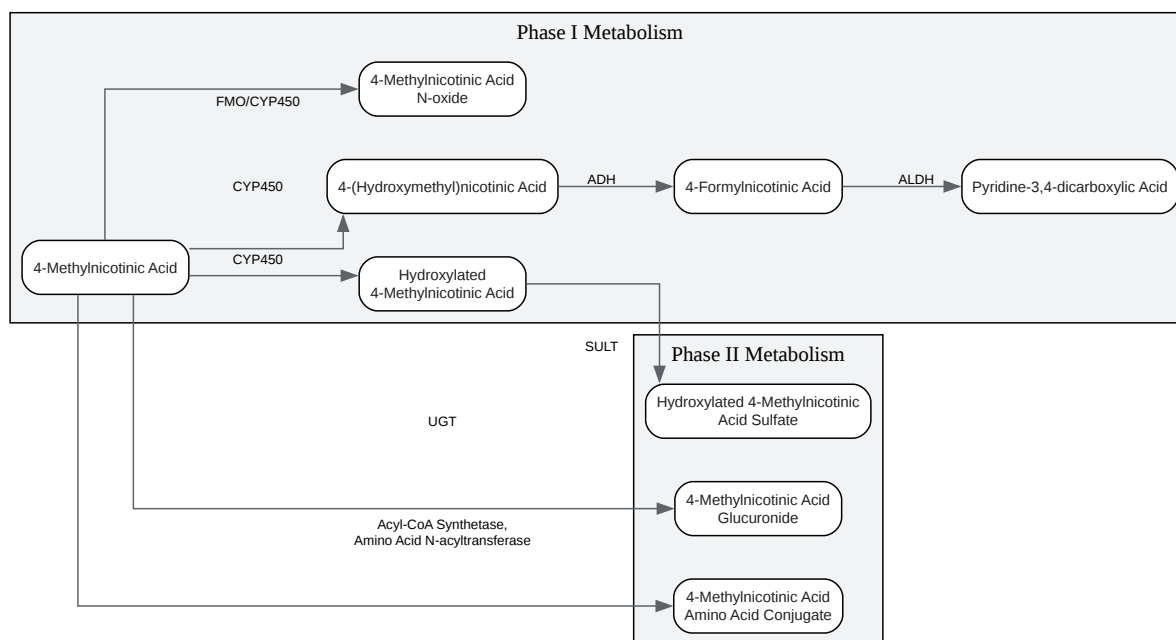 Phase I Metabolism
4-Methylnicotinic Acid
N-oxide
FMO/CYP450
CYP450
4-(Hydroxymethyl)nicotinic Acid
ADH
4-Formylnicotinic Acid
ALDH
Pyridine-3,4-dicarboxylic Acid
4-Methylnicotinic Acid
CYP450
Hydroxylated
4-Methylnicotinic Acid
SULT
Phase II Metabolism
Hydroxylated 4-Methylnicotinic
Acid Sulfate
UGT
4-Methylnicotinic Acid
Glucuronide
Acyl-CoA Synthetase,
Amino Acid N-acyltransferase
4-Methylnicotinic Acid
Amino Acid Conjugate